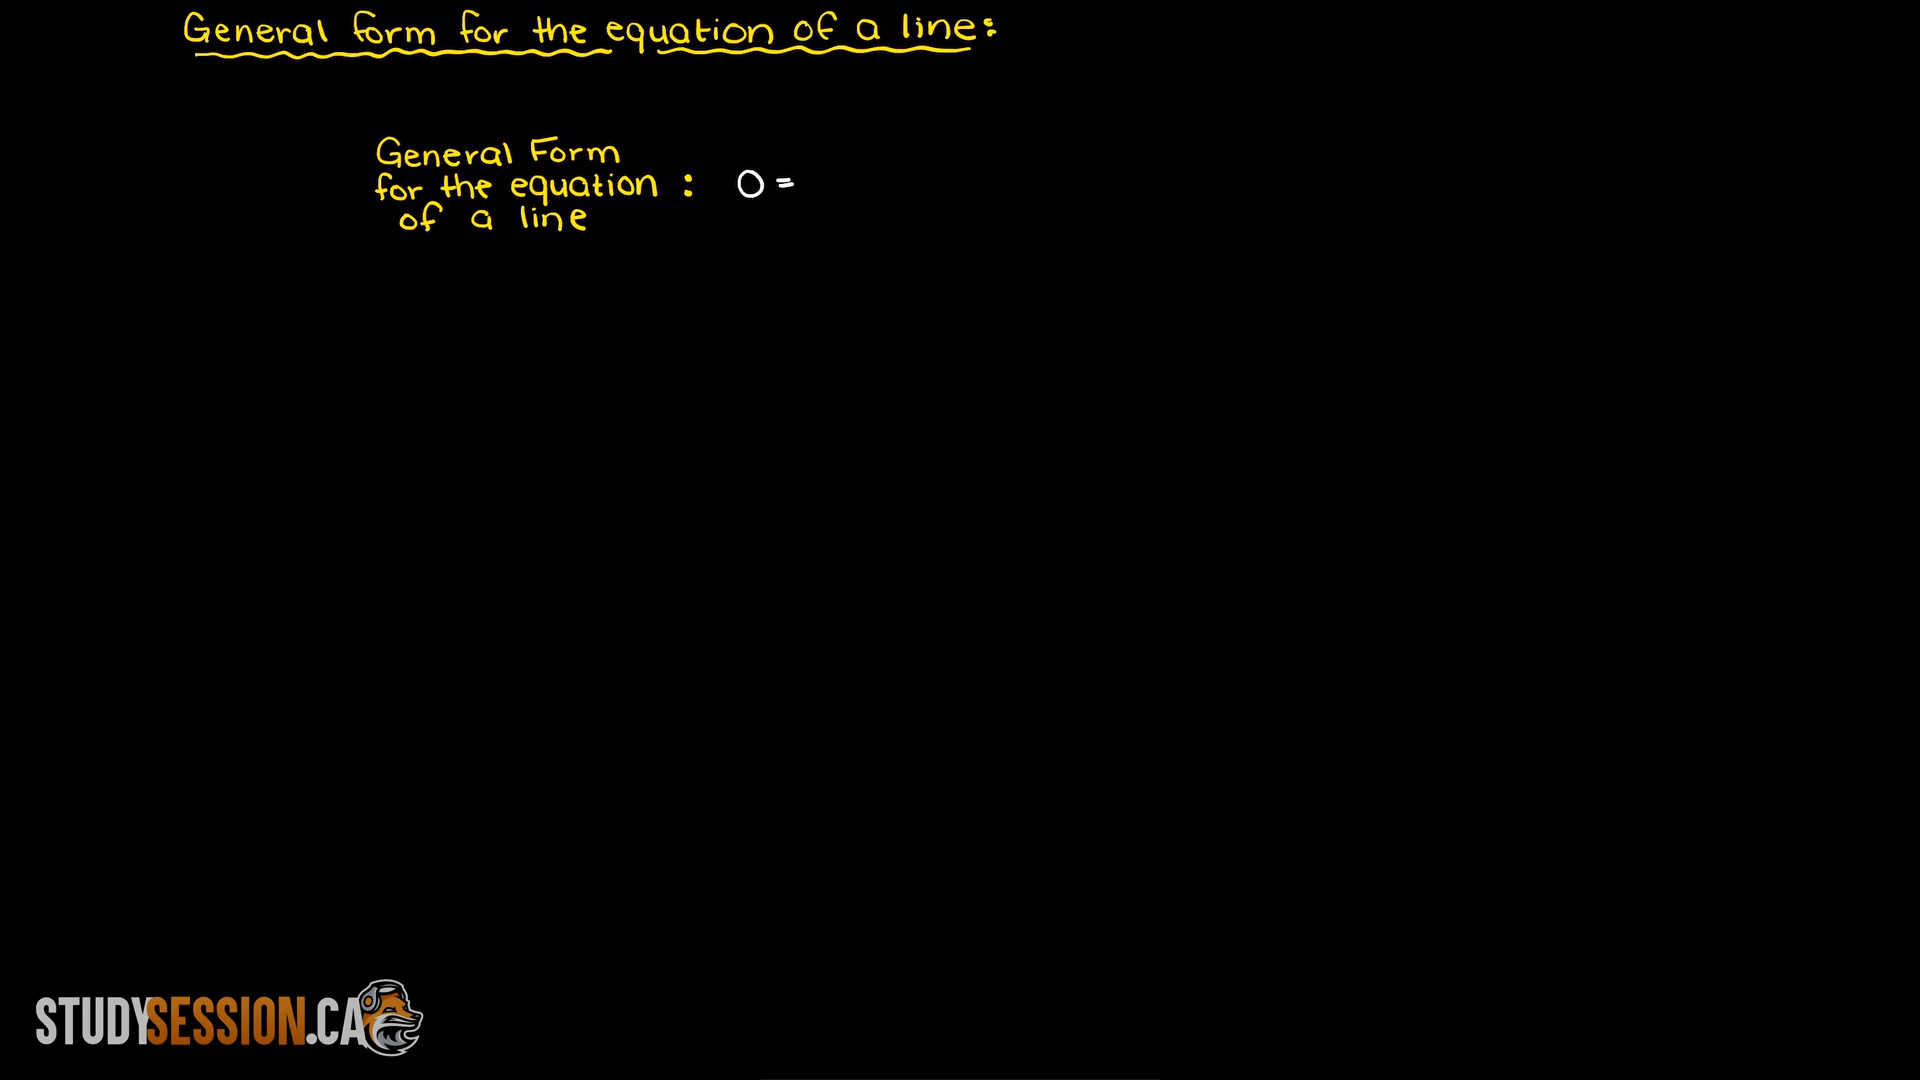 General form for the equation of a line:
General Form
for the equation : 0 =
of a line
STUDYSESSION.CA